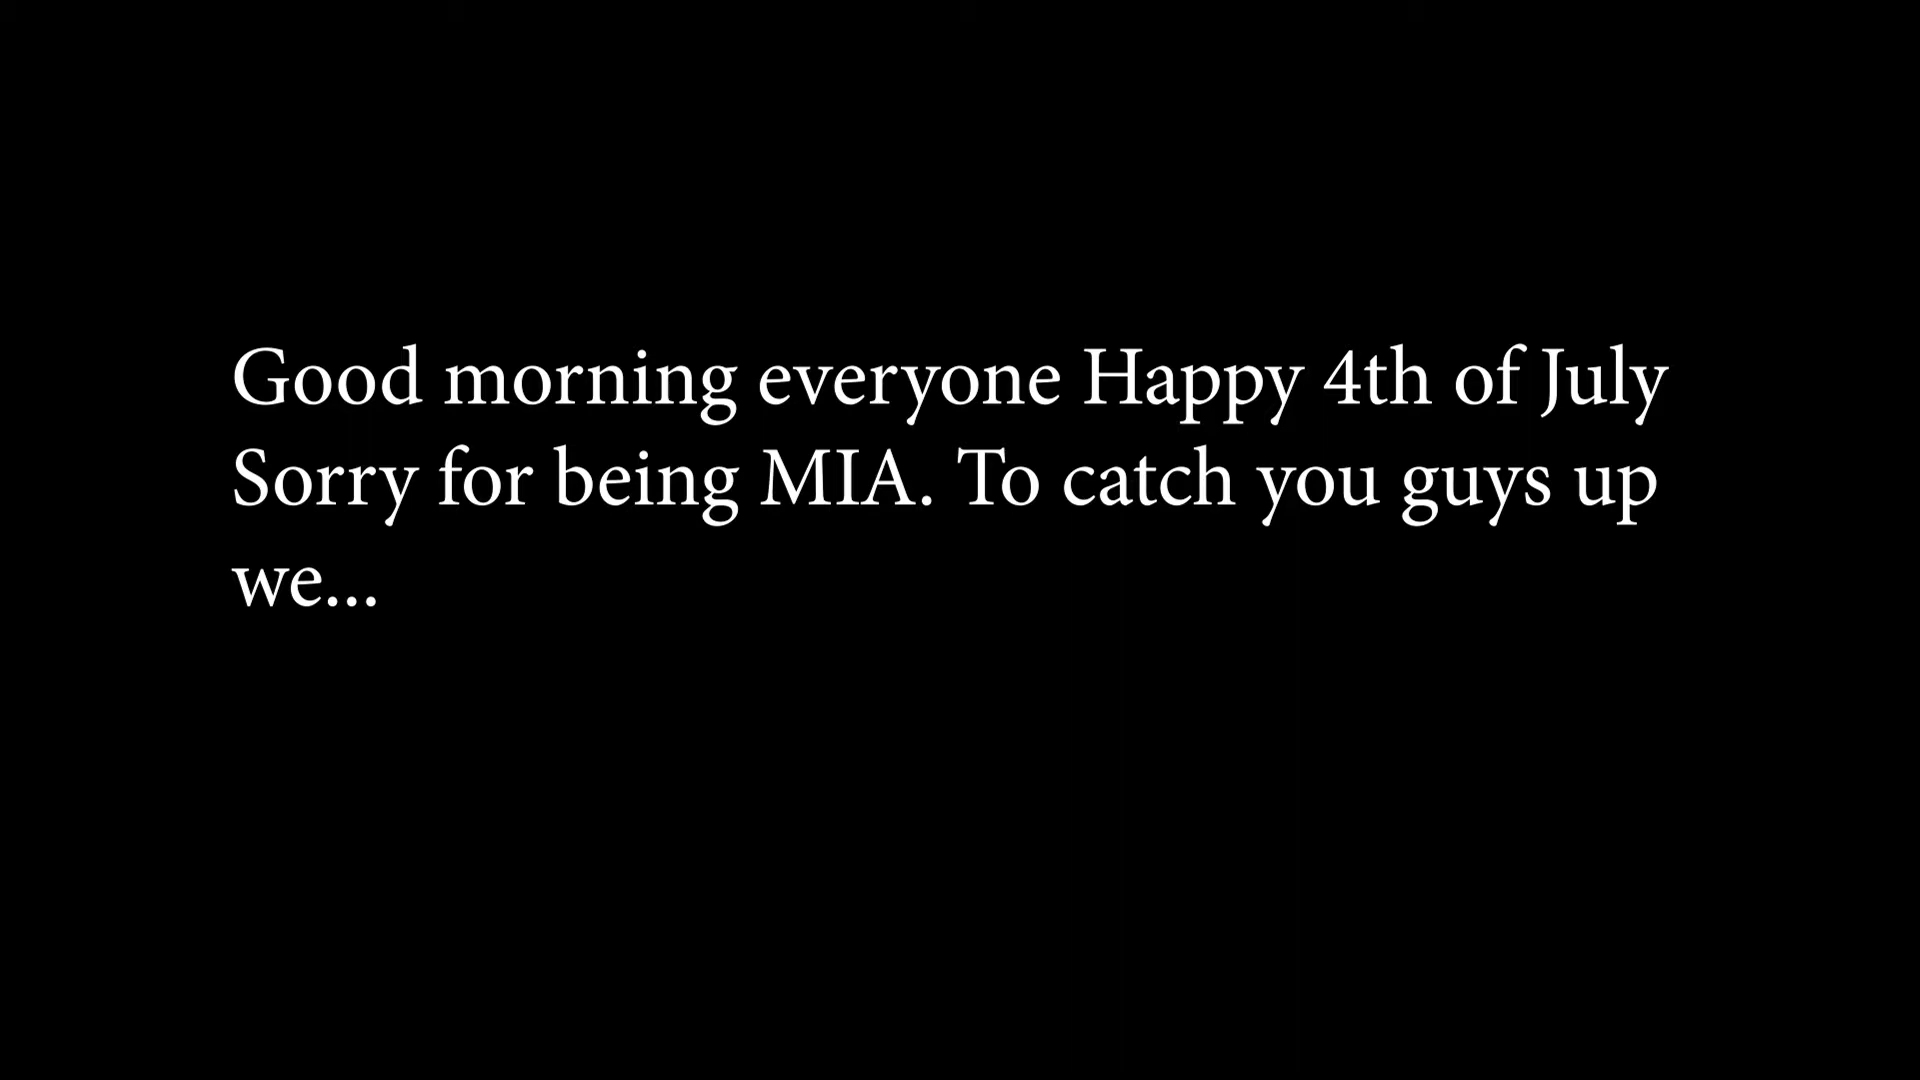 Good morning everyone Happy 4th of July
Sorry for being MIA. To catch you guys up
we...